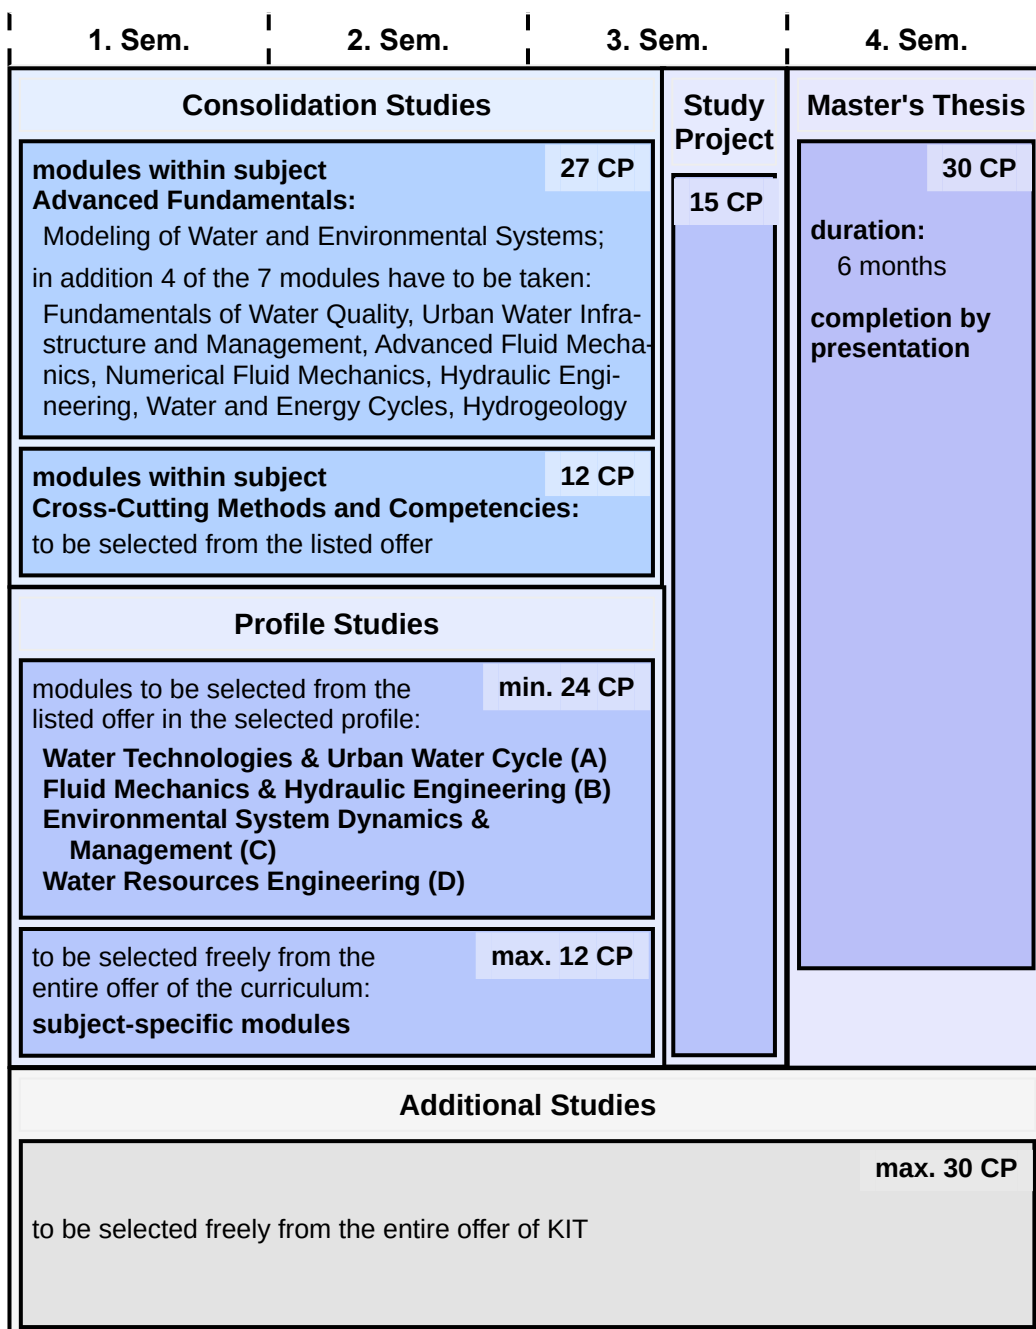 1. Sem. 2. Sem. 3. Sem. 4. Sem.
Consolidation Studies
modules within subject 27 CP
Advanced Fundamentals:
Modeling of Water and Environmental Systems;
in addition 4 of the 7 modules have to be taken:
Fundamentals of Water Quality, Urban Water Infra-
structure and Management, Advanced Fluid Mecha-
nics, Numerical Fluid Mechanics, Hydraulic Engi-
neering, Water and Energy Cycles, Hydrogeology
modules within subject 12 CP
Cross-Cutting Methods and Competencies:
to be selected from the listed offer
Profile Studies
modules to be selected from the min. 24 CP
listed offer in the selected profile:
Water Technologies & Urban Water Cycle (A)
Fluid Mechanics & Hydraulic Engineering (B)
Environmental System Dynamics &
Management (C)
Water Resources Engineering (D)
to be selected freely from the max. 12 CP
entire offer of the curriculum:
subject-specific modules
Study
Project
15 CP
Master's Thesis
30 CP
duration:
6 months
completion by
presentation
Additional Studies
max. 30 CP
to be selected freely from the entire offer of KIT